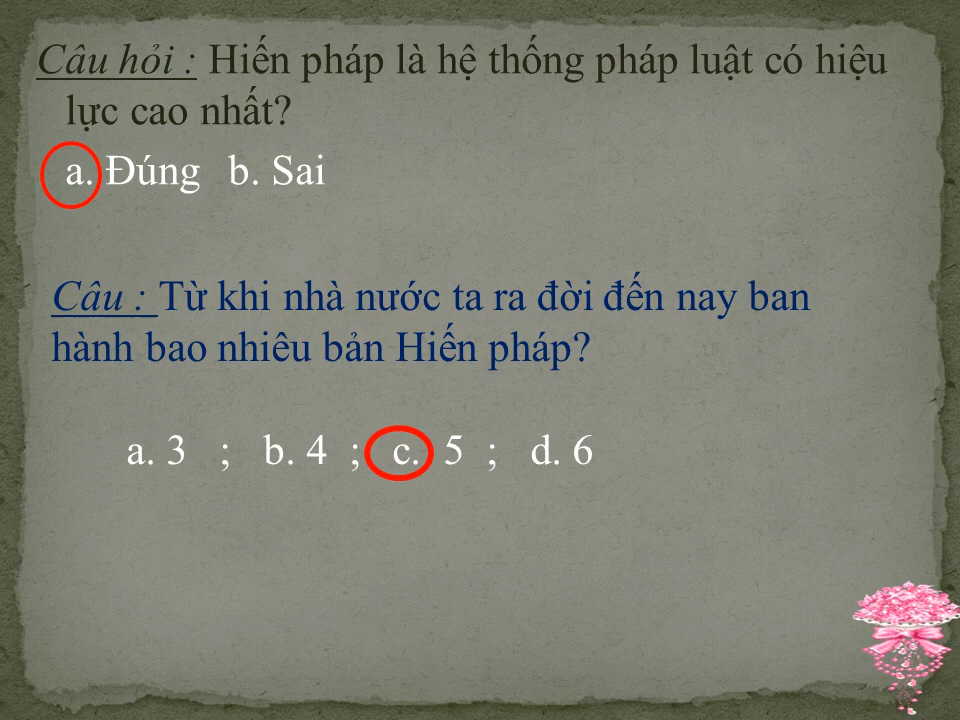 Câu hỏi : Hiến pháp là hệ thống pháp luật có hiệu
lực cao nhất?
a. Đúng b. Sai
Câu : Từ khi nhà nước ta ra đời đến nay ban
hành bao nhiêu bản Hiến pháp?
a. 3 ; b. 4 ; c. 5 ; d. 6